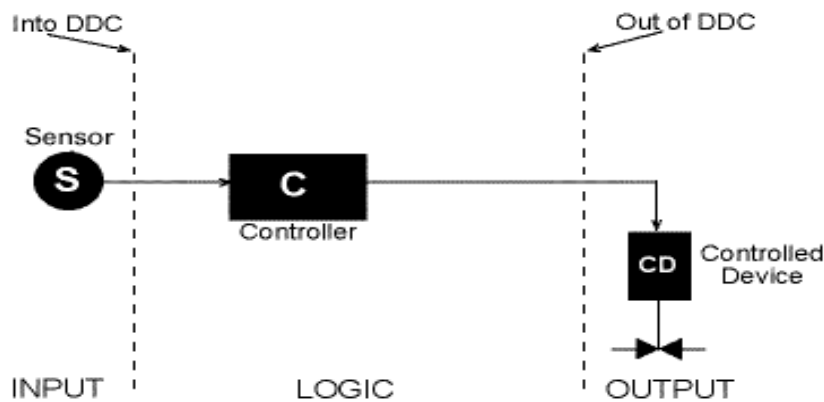 Into DDC
Out of DDC
Sensor
S
C
Controller
CD
Controlled
Device
INPUT
LOGIC
OUTPUT